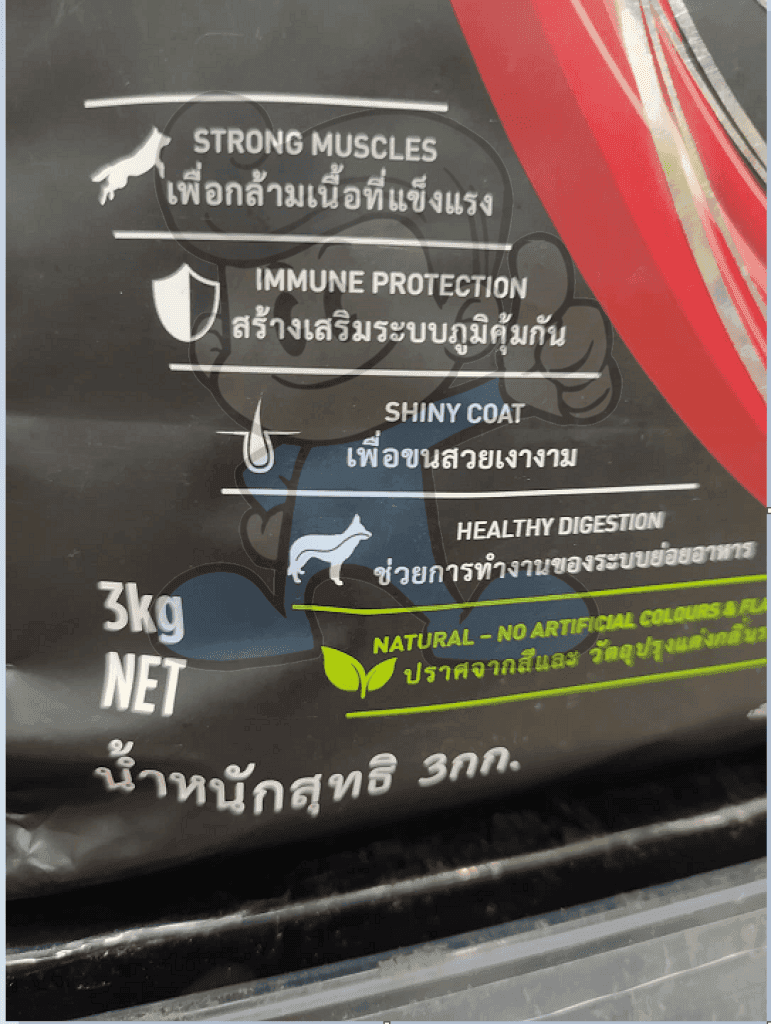 STRONG MUSCLES
เพื่อกล้ามเนื้อที่แข็งแรง
IMMUNE PROTECTION
สร้างเสริมระบบภูมิคุ้มกัน
SHINY COAT
เพื่อขนสวยเงางาม
HEALTHY DIGESTION
ช่วยการทำงานของระบบย่อยอาหาร
NATURAL – NO ARTIFICIAL COLOURS &
ปราศจากสีและ วัตถุปรุงแต่งกลิ่น
3kg
NET
น้ำหนักสุทธิ 3กก.